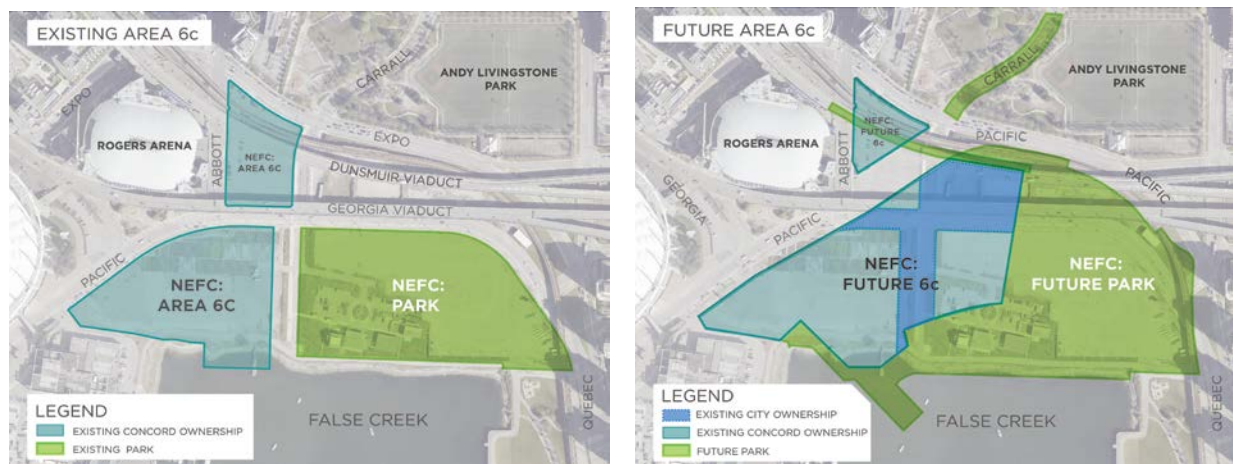 EXISTING AREA 6c
EXPO
CARRALL
ANDY LIVINGSTONE
PARK
ROGERS ARENA
ABBOTT
NEFC:
AREA 6C
EXPO
DUNSMUIR VIADUCT
GEORGIA VIADUCT
PACIFIC
NEFC:
AREA 6C
NEFC:
PARK
QUEBEC
FALSE CREEK
LEGEND
EXISTING CONCORD OWNERSHIP
EXISTING PARK
FUTURE AREA 6c
EXPO
CARRALL
ANDY LIVINGSTONE
PARK
ROGERS ARENA
ABBOTT
NEFC:
FUTURE
6c
PACIFIC
PACIFIC
GEORGIA
PACIFIC
NEFC:
FUTURE 6c
NEFC:
FUTURE PARK
QUEBEC
FALSE CREEK
LEGEND
EXISTING CITY OWNERSHIP
EXISTING CONCORD OWNERSHIP
FUTURE PARK